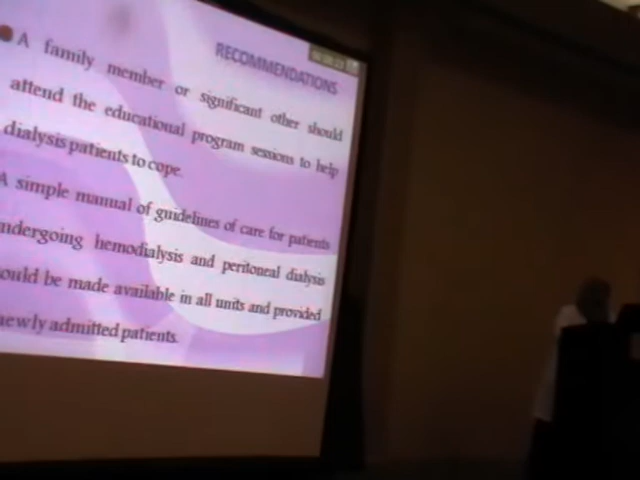 RECOMMENDATIONS
A family member or significant other should
attend the educational program sessions to help
dialysis patients to cope.
A simple manual of guidelines of care for patients
ndergoing hemodialysis and peritoneal dialysis
ould be made available in all units and provided
newly admitted patients.